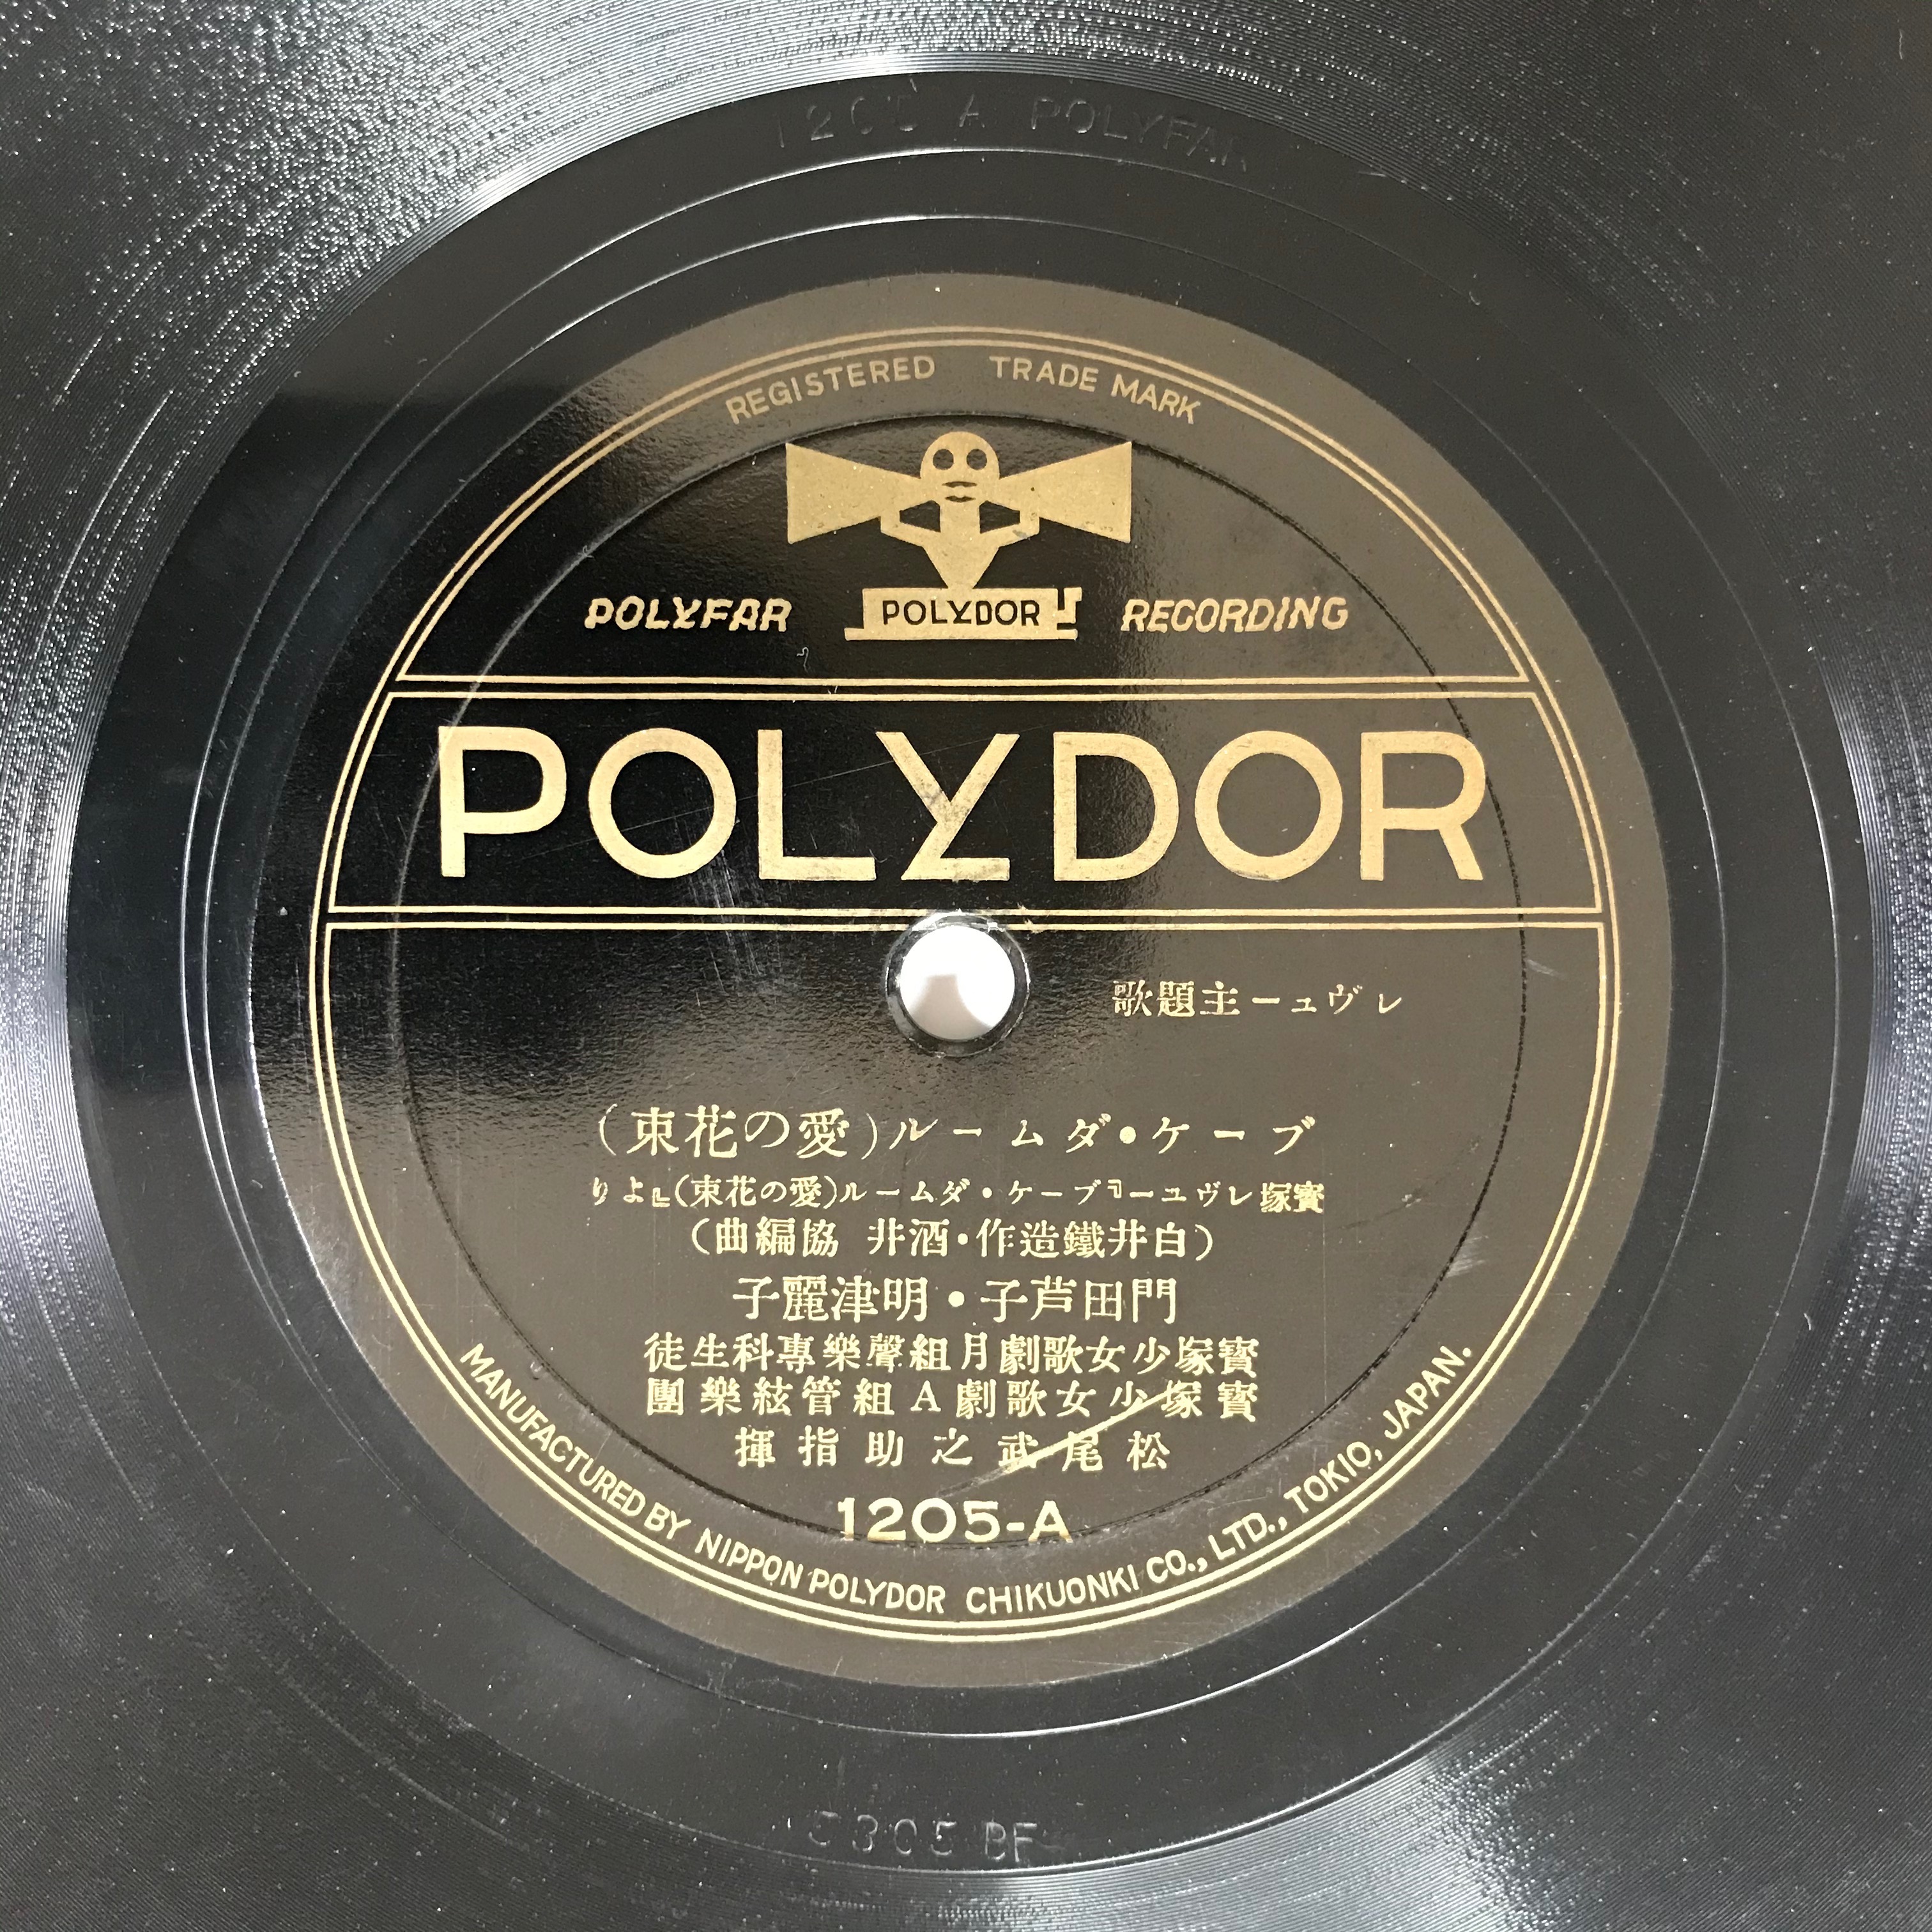 1205 A POLYFAR
REGISTERED TRADE MARK
POLYFAR POLYDOR RECORDING
POLYDOR
レヴュー主題歌
ブーケ・ダムール(愛の花束)
寶塚レヴユー『ブーケ・ダムール(愛の花束)』より
(白井鐵造作・酒井 協編曲)
門田芦子・明津麗子
寶塚少女歌劇月組聲樂專科生徒
寶塚少女歌劇A組管絃樂團
松尾武之助指揮
1205-A
MANUFACTURED BY NIPPON POLYDOR CHIKUONKI CO., LTD., TOKIO, JAPAN.
BF